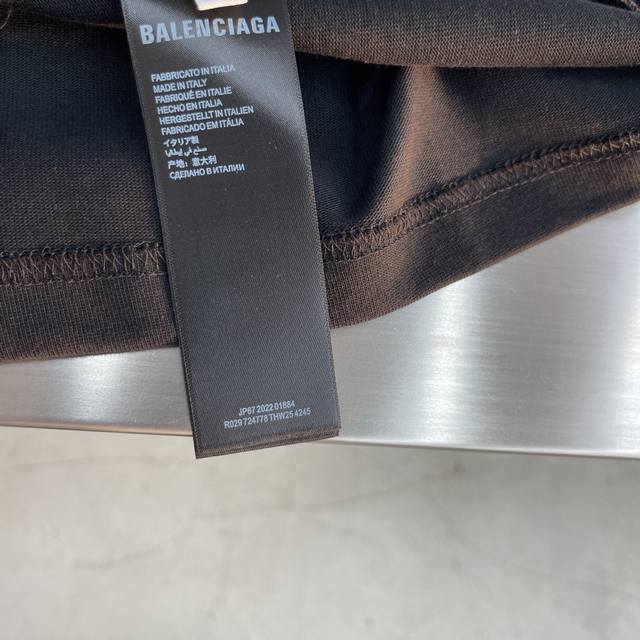 BALENCIAGA
FABBRICATO IN ITALIA
MADE IN ITALY
FABRIQUÉ EN ITALIE
HECHO EN ITALIA
HERGESTELLT IN ITALIEN
FABRICADO EM ITÁLIA
イタリア製
产地：意大利
СДЕЛАНО В ИТАЛИИ
JP67 2022 01884
R029 724778 THW25 4245